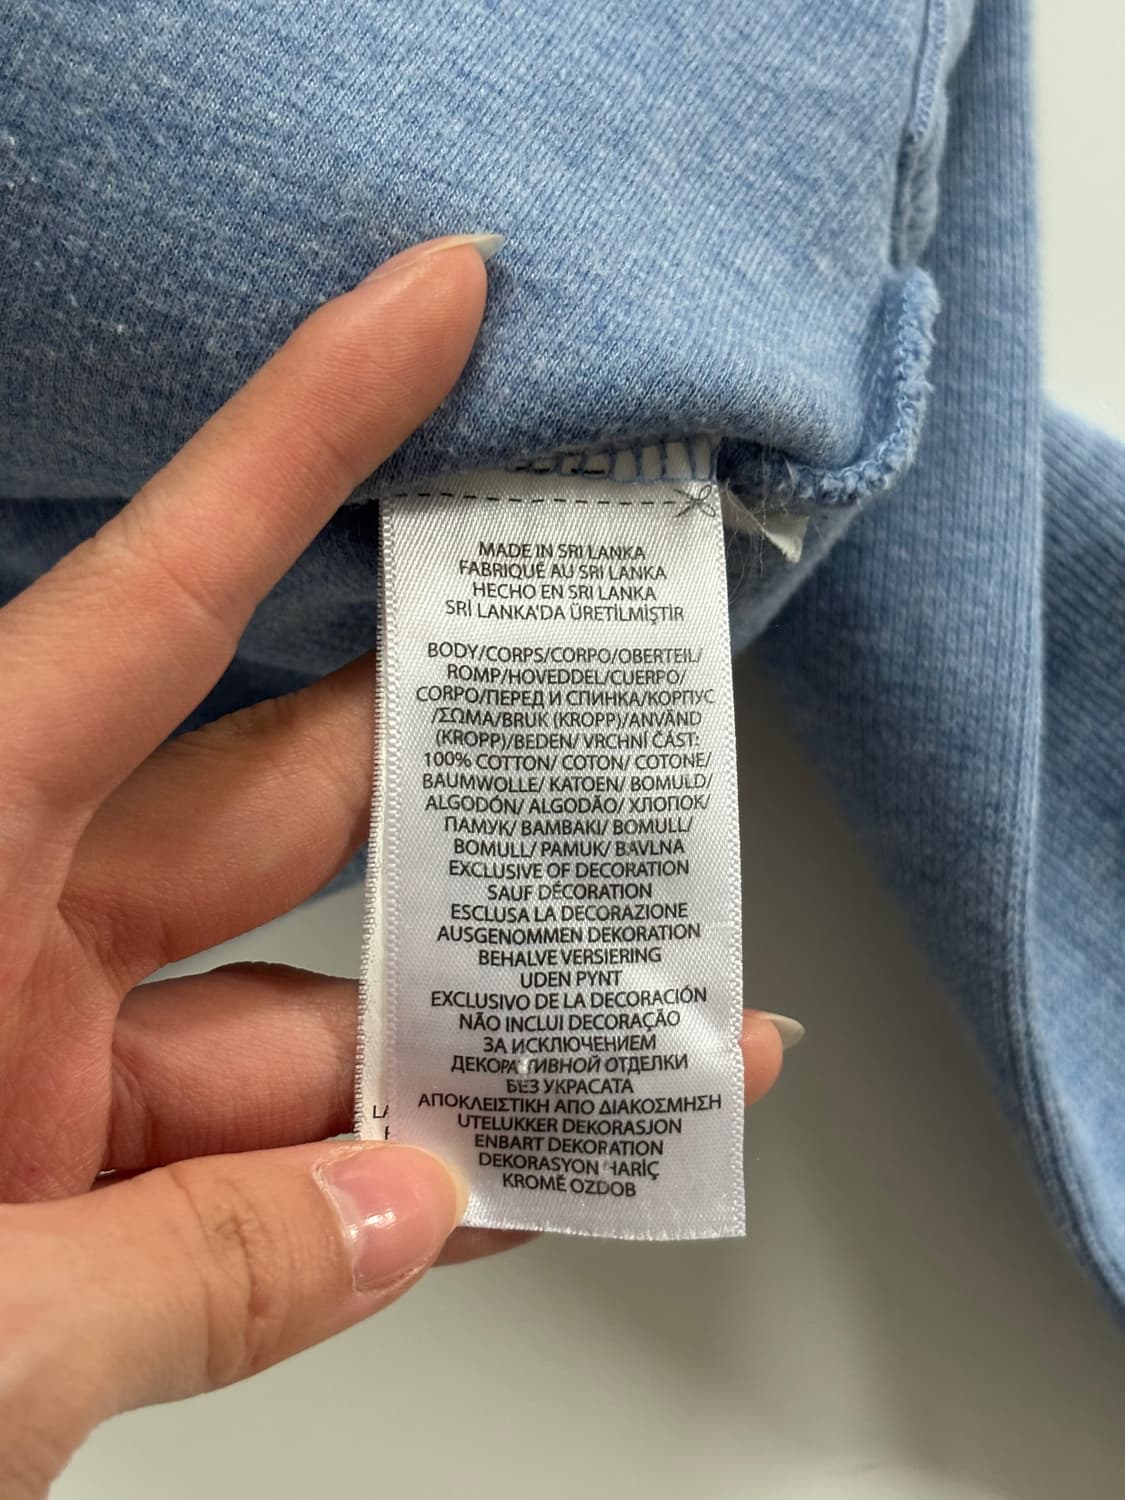 MADE IN SRI LANKA
FABRIQUÉ AU SRI LANKA
HECHO EN SRI LANKA
SRİ LANKA'DA ÜRETİLMİŞTİR
BODY/CORPS/CORPO/OBERTEIL/
ROMP/HOVEDDEL/CUERPO/
CORPO/ПЕРЕД И СПИНКА/КОРПУС
/ΣΩΜΑ/BRUK (KROPP)/ANVÄND
(KROPP)/BEDEN/ VRCHNÍ ČÁST:
100% COTTON/ COTON/ COTONE/
BAUMWOLLE/ KATOEN/ BOMULD/
ALGODÓN/ ALGODÃO/ ХЛОПОК/
ПАМУК/ ΒΑΜΒΑΚΙ/ BOMULL/
BOMULL/ PAMUK/ BAVLNA
EXCLUSIVE OF DECORATION
SAUF DÉCORATION
ESCLUSA LA DECORAZIONE
AUSGENOMMEN DEKORATION
BEHALVE VERSIERING
UDEN PYNT
EXCLUSIVO DE LA DECORACIÓN
NÃO INCLUI DECORAÇÃO
ЗА ИСКЛЮЧЕНИЕМ
ДЕКОРАТИВНОЙ ОТДЕЛКИ
БЕЗ УКРАСАТА
ΑΠΟΚΛΕΙΣΤΙΚΗ ΑΠΟ ΔΙΑΚΟΣΜΗΣΗ
UTELUKKER DEKORASJON
ENBART DEKORATION
DEKORASYON HARİÇ
KROMĚ OZDOB